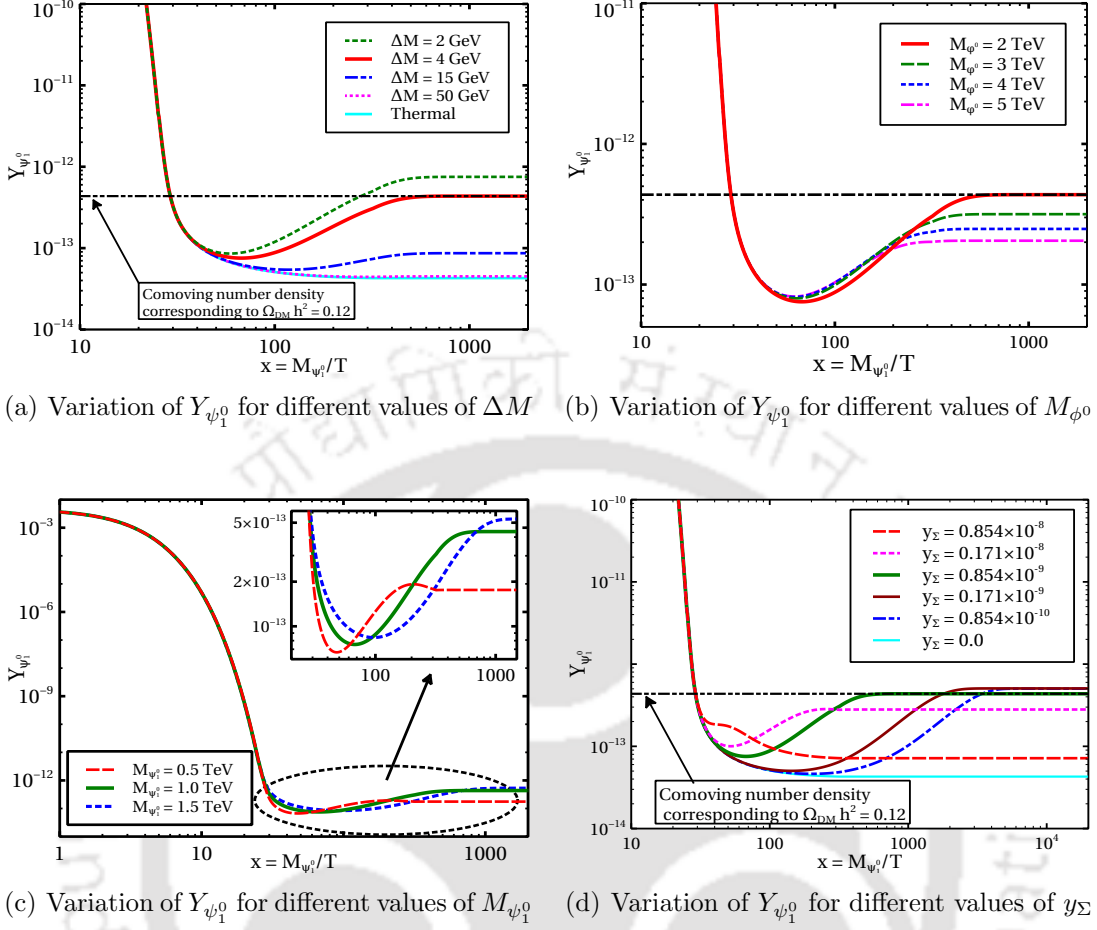 10⁻¹⁰
10⁻¹¹
10⁻¹²
10⁻¹³
10⁻¹⁴
Y_ψ₁⁰
ΔM = 2 GeV
ΔM = 4 GeV
ΔM = 15 GeV
ΔM = 50 GeV
Thermal
Comoving number density
corresponding to Ω_DM h² = 0.12
10 100 1000
x = M_ψ₁⁰/T
(a) Variation of Y_ψ₁⁰ for different values of ΔM
10⁻¹¹
10⁻¹²
10⁻¹³
Y_ψ₁⁰
M_φ⁰ = 2 TeV
M_φ⁰ = 3 TeV
M_φ⁰ = 4 TeV
M_φ⁰ = 5 TeV
10 100 1000
x = M_ψ₁⁰/T
(b) Variation of Y_ψ₁⁰ for different values of M_ϕ⁰
10⁻³
10⁻⁶
10⁻⁹
10⁻¹²
Y_ψ₁⁰
5×10⁻¹³
2×10⁻¹³
10⁻¹³
100 1000
M_ψ₁⁰ = 0.5 TeV
M_ψ₁⁰ = 1.0 TeV
M_ψ₁⁰ = 1.5 TeV
1 10 100 1000
x = M_ψ₁⁰/T
(c) Variation of Y_ψ₁⁰ for different values of M_ψ₁⁰
10⁻¹⁰
10⁻¹¹
10⁻¹²
10⁻¹³
10⁻¹⁴
Y_ψ₁⁰
y_Σ = 0.854×10⁻⁸
y_Σ = 0.171×10⁻⁸
y_Σ = 0.854×10⁻⁹
y_Σ = 0.171×10⁻⁹
y_Σ = 0.854×10⁻¹⁰
y_Σ = 0.0
Comoving number density
corresponding to Ω_DM h² = 0.12
10 100 1000 10⁴
x = M_ψ₁⁰/T
(d) Variation of Y_ψ₁⁰ for different values of y_Σ